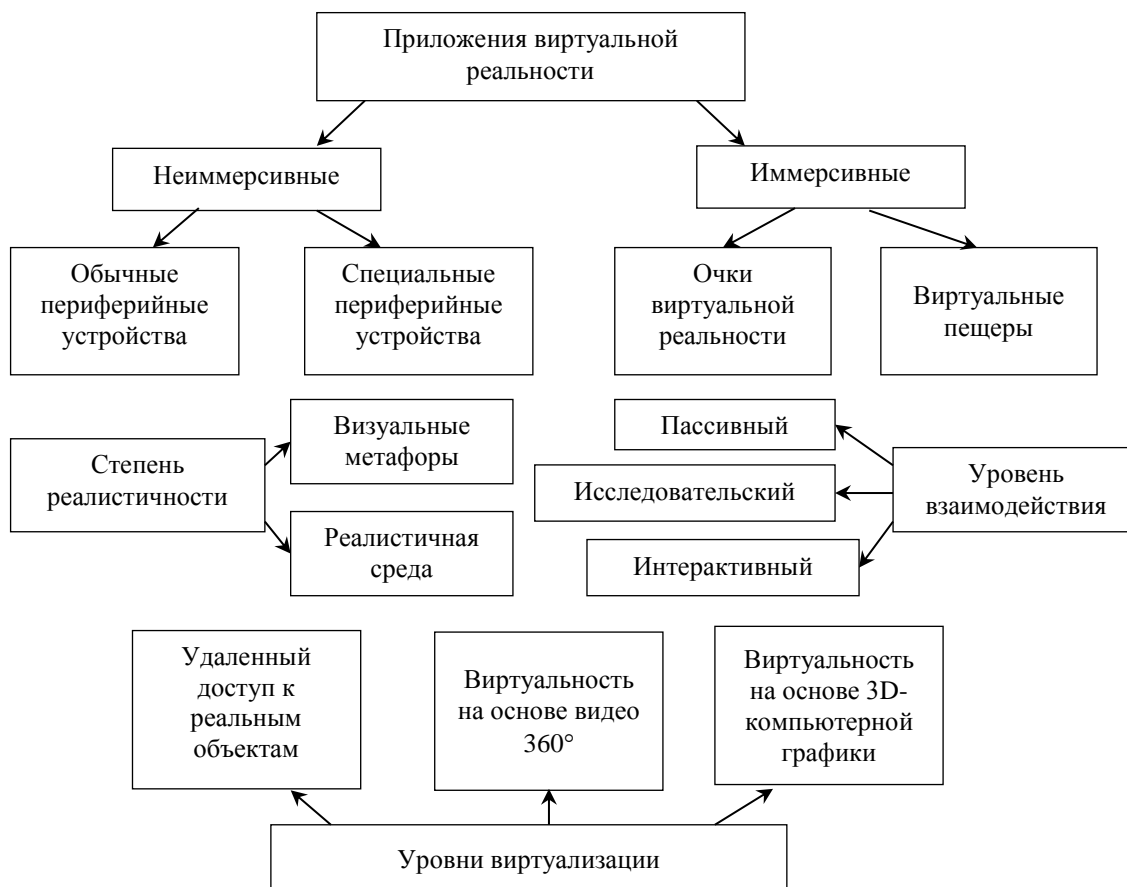 Приложения виртуальной
реальности
Неиммерсивные
Иммерсивные
Обычные
периферийные
устройства
Специальные
периферийные
устройства
Очки
виртуальной
реальности
Виртуальные
пещеры
Степень
реалистичности
Визуальные
метафоры
Реалистичная
среда
Пассивный
Исследовательский
Интерактивный
Уровень
взаимодействия
Удаленный
доступ к
реальным
объектам
Виртуальность
на основе видео
360°
Виртуальность
на основе 3D-
компьютерной
графики
Уровни виртуализации